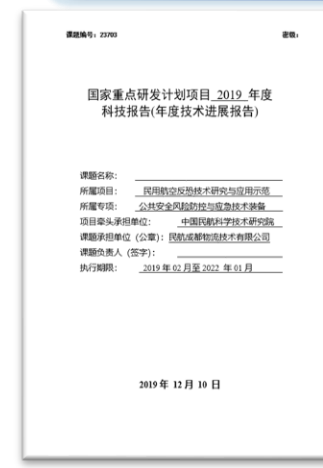 课题编号：23703 密级：
国家重点研发计划项目 2019 年度
科技报告(年度技术进展报告)
课题名称：
所属项目： 民用航空反恐技术研究与应用示范
所属专项： 公共安全风险防控与应急技术装备
项目牵头承担单位： 中国民航科学技术研究院
课题承担单位（公章）：民航成都物流技术有限公司
课题负责人（签字）：
执行期限： 2019 年 02 月至 2022 年 01 月
2019 年 12 月 10 日